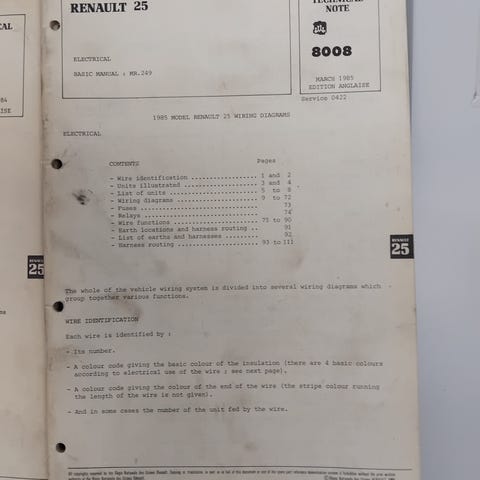 CAL
84
ISE
RENAULT
25
ns
RENAULT 25
TECHNICAL
NOTE
8008
ELECTRICAL
BASIC MANUAL : MR.249
MARCH 1985
EDITION ANGLAISE
Service 0422
1985 MODEL RENAULT 25 WIRING DIAGRAMS
ELECTRICAL
CONTENTS Pages
- Wire identification .................. 1 and 2
- Units illustrated .................... 3 and 4
- List of units ........................ 5 to 8
- Wiring diagrams ...................... 9 to 72
- Fuses ................................ 73
- Relays ............................... 74
- Wire functions ....................... 75 to 90
- Earth locations and harness routing .. 91
- List of earths and harnesses ......... 92
- Harness routing ...................... 93 to 111
RENAULT
25
The whole of the vehicle wiring system is divided into several wiring diagrams which
group together various functions.
WIRE IDENTIFICATION
Each wire is identified by :
- Its number.
- A colour code giving the basic colour of the insulation (there are 4 basic colours
according to electrical use of the wire ; see next page).
- A colour code giving the colour of the end of the wire (the stripe colour running
the length of the wire is not given).
- And in some cases the number of the unit fed by the wire.